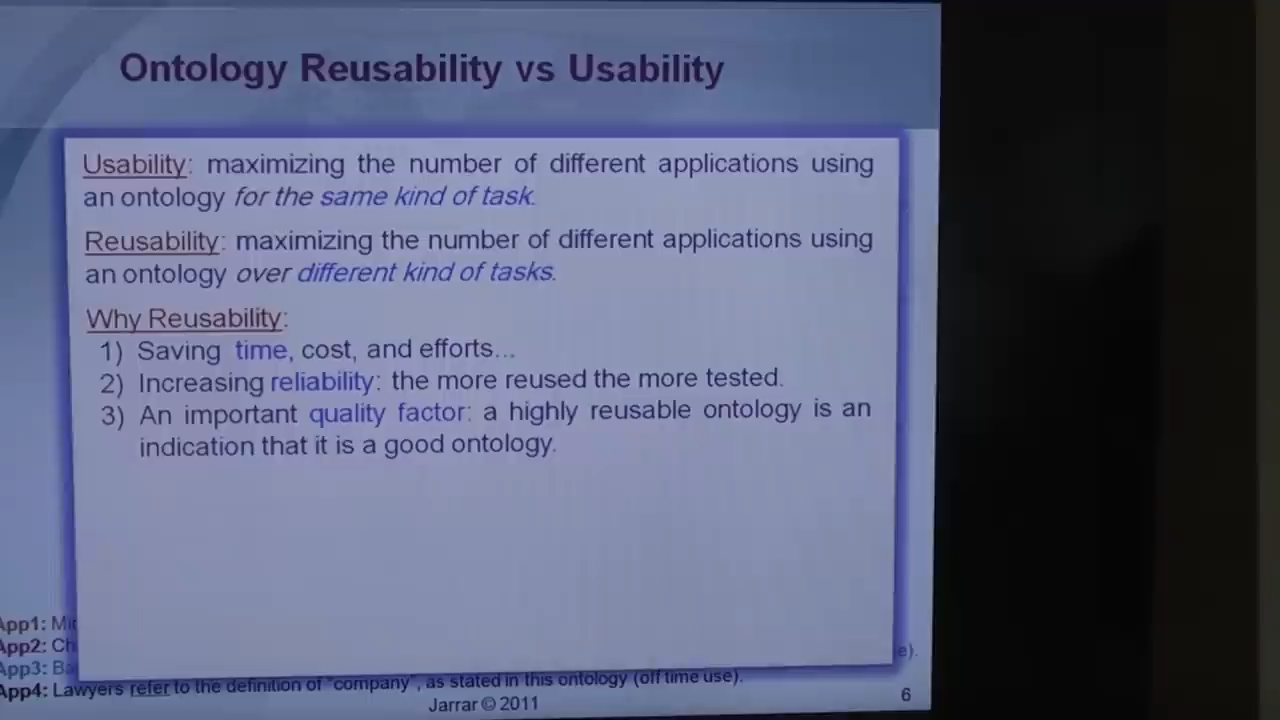 Ontology Reusability vs Usability
Usability: maximizing the number of different applications using
an ontology for the same kind of task.
Reusability: maximizing the number of different applications using
an ontology over different kind of tasks.
Why Reusability:
1) Saving time, cost, and efforts...
2) Increasing reliability: the more reused the more tested.
3) An important quality factor: a highly reusable ontology is an
indication that it is a good ontology.
App1:
App2:
App3:
e).
App4: Lawyers refer to the definition of "company", as stated in this ontology (off time use).
Jarrar © 2011
6